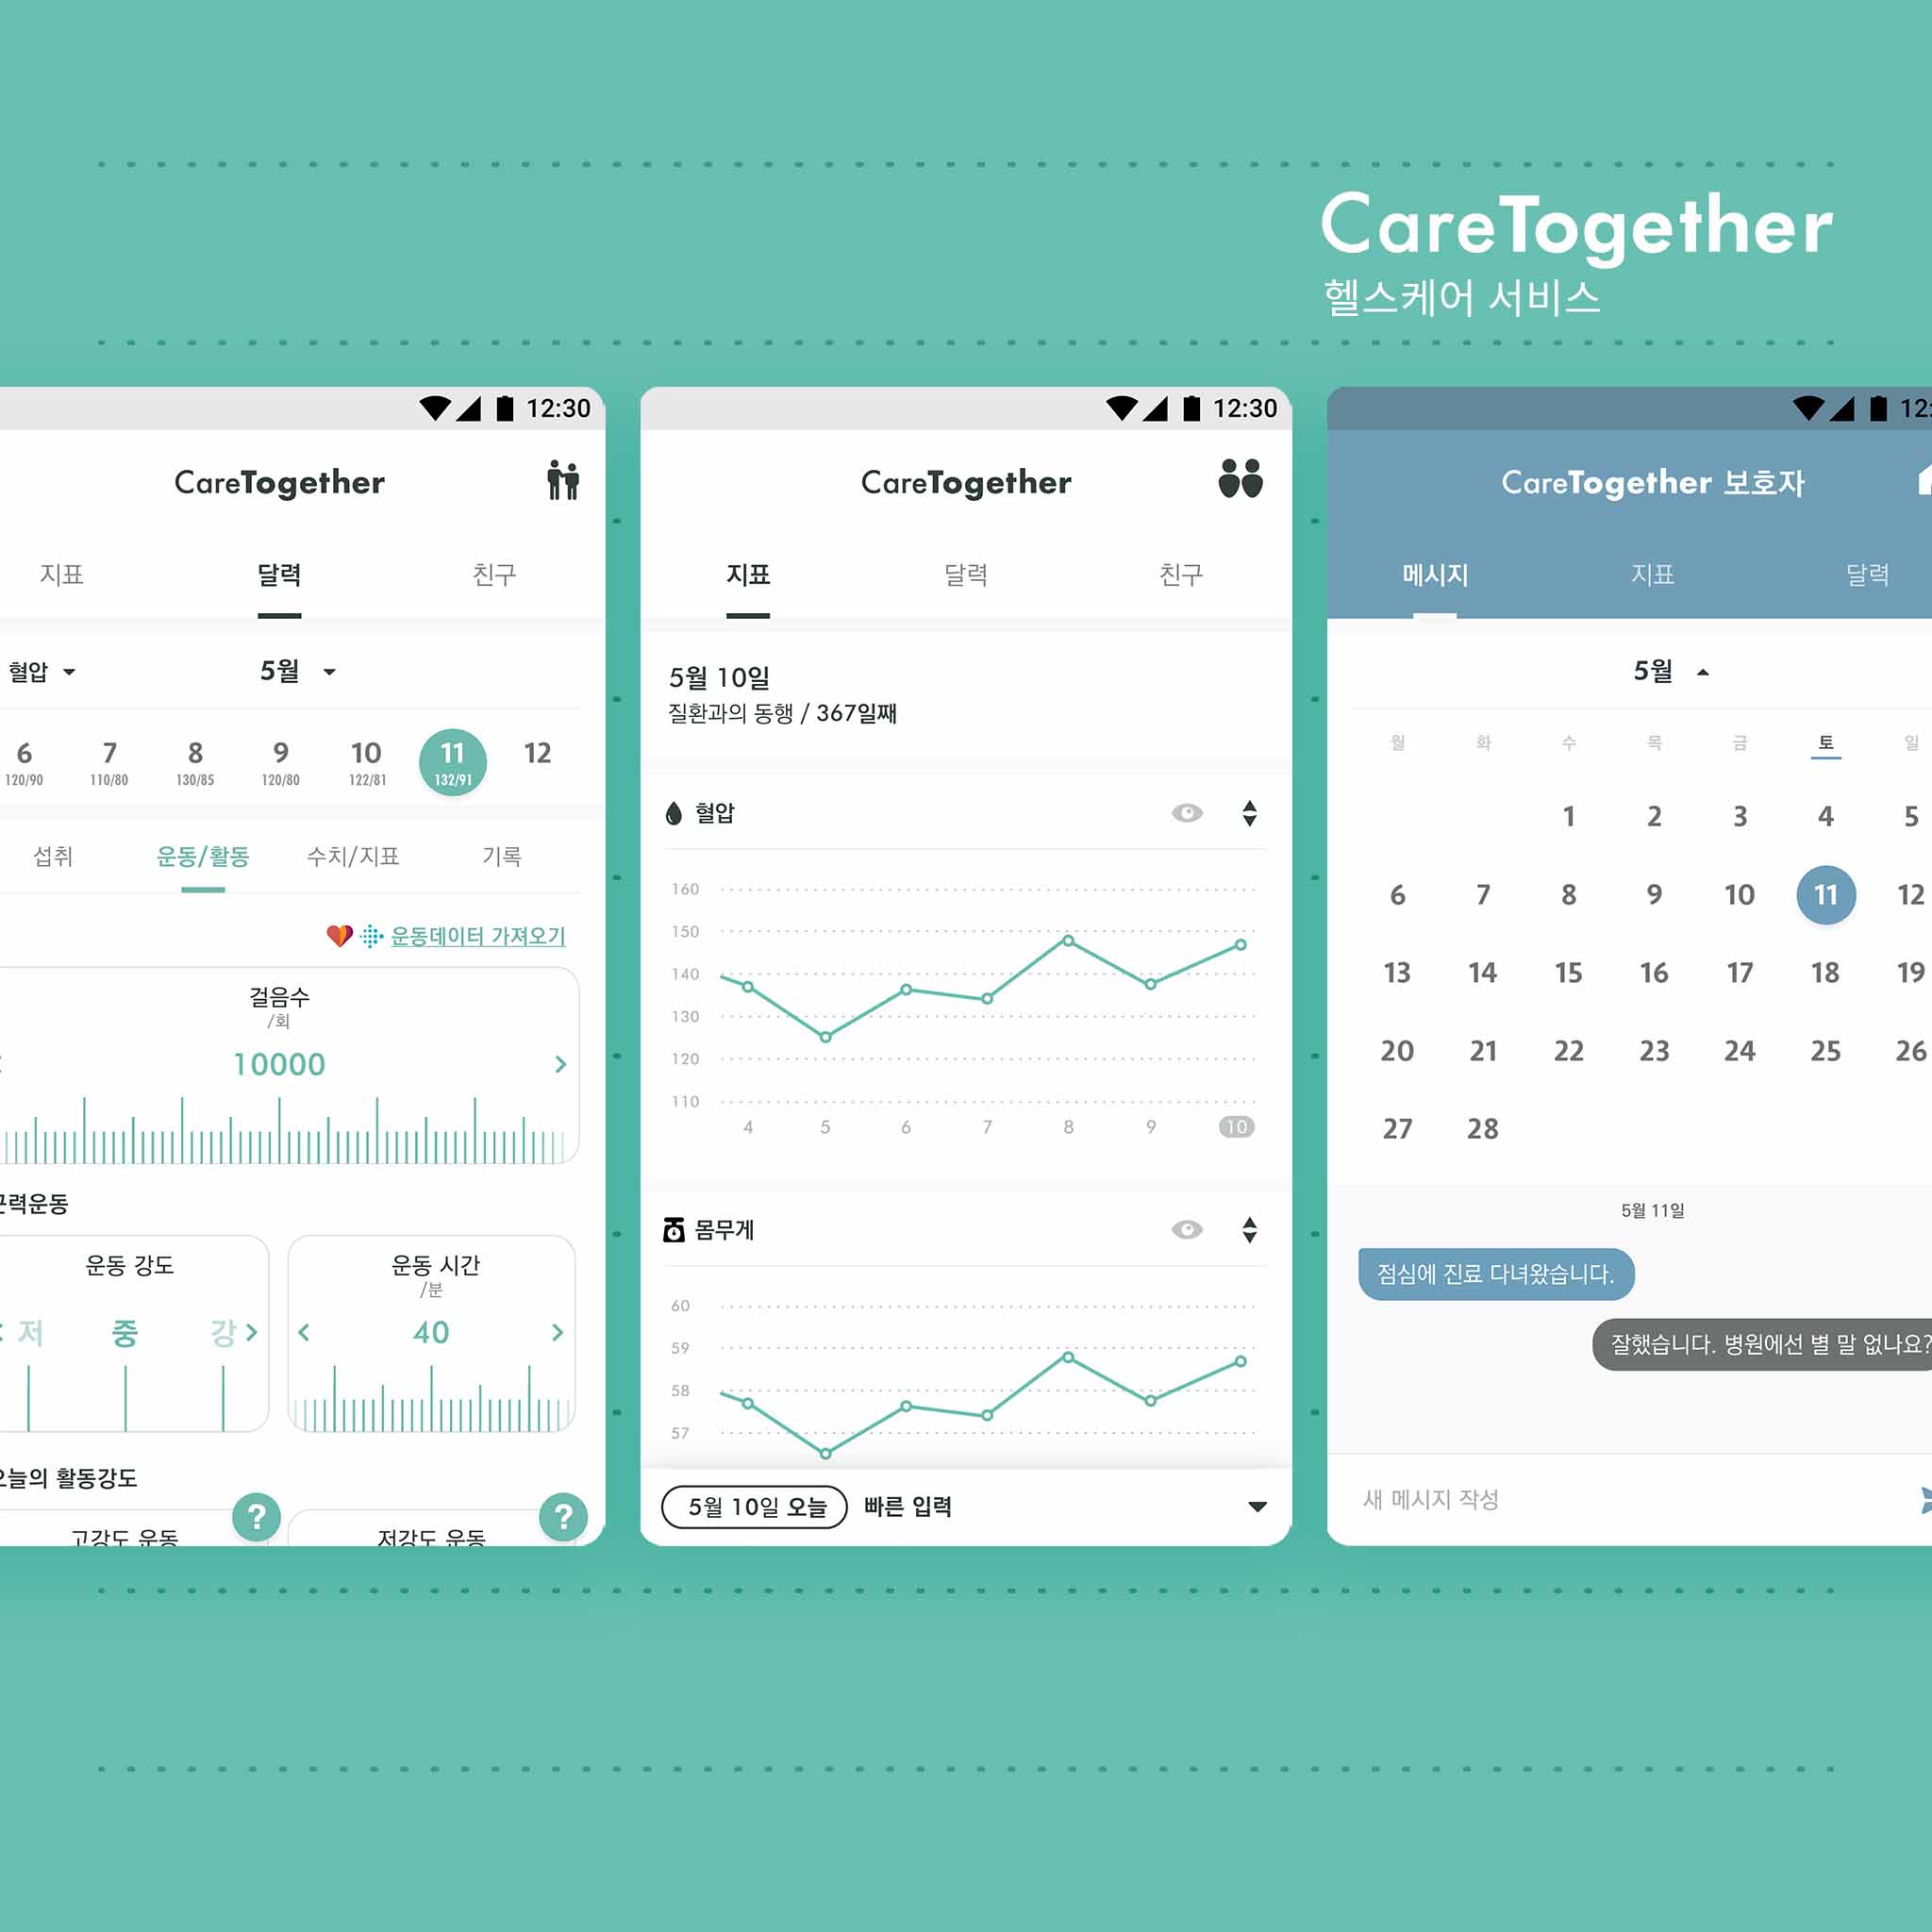 CareTogether
헬스케어 서비스
12:30
CareTogether
지표 달력 친구
혈압 5월
6 7 8 9 10 11 12
120/90 110/80 130/85 120/80 122/81 132/91
섭취 운동/활동 수치/지표 기록
운동데이터 가져오기
걸음수
/회
10000
운동 강도
저 중 강
운동 시간
/분
40
활동강도
?
?
고강도 운동
저강도 운동
12:30
CareTogether
지표 달력 친구
5월 10일
질환과의 동행 / 367일째
혈압
160
150
140
130
120
110
4 5 6 7 8 9 10
몸무게
60
59
58
57
5월 10일 오늘 빠른 입력
CareTogether 보호자
메시지 지표 달력
5월
월 화 수 목 금 토 일
1 2 3 4 5
6 7 8 9 10 11 12
13 14 15 16 17 18 19
20 21 22 23 24 25 26
27 28
5월 11일
점심에 진료 다녀왔습니다.
잘했습니다. 병원에선 별 말 없나요?
새 메시지 작성